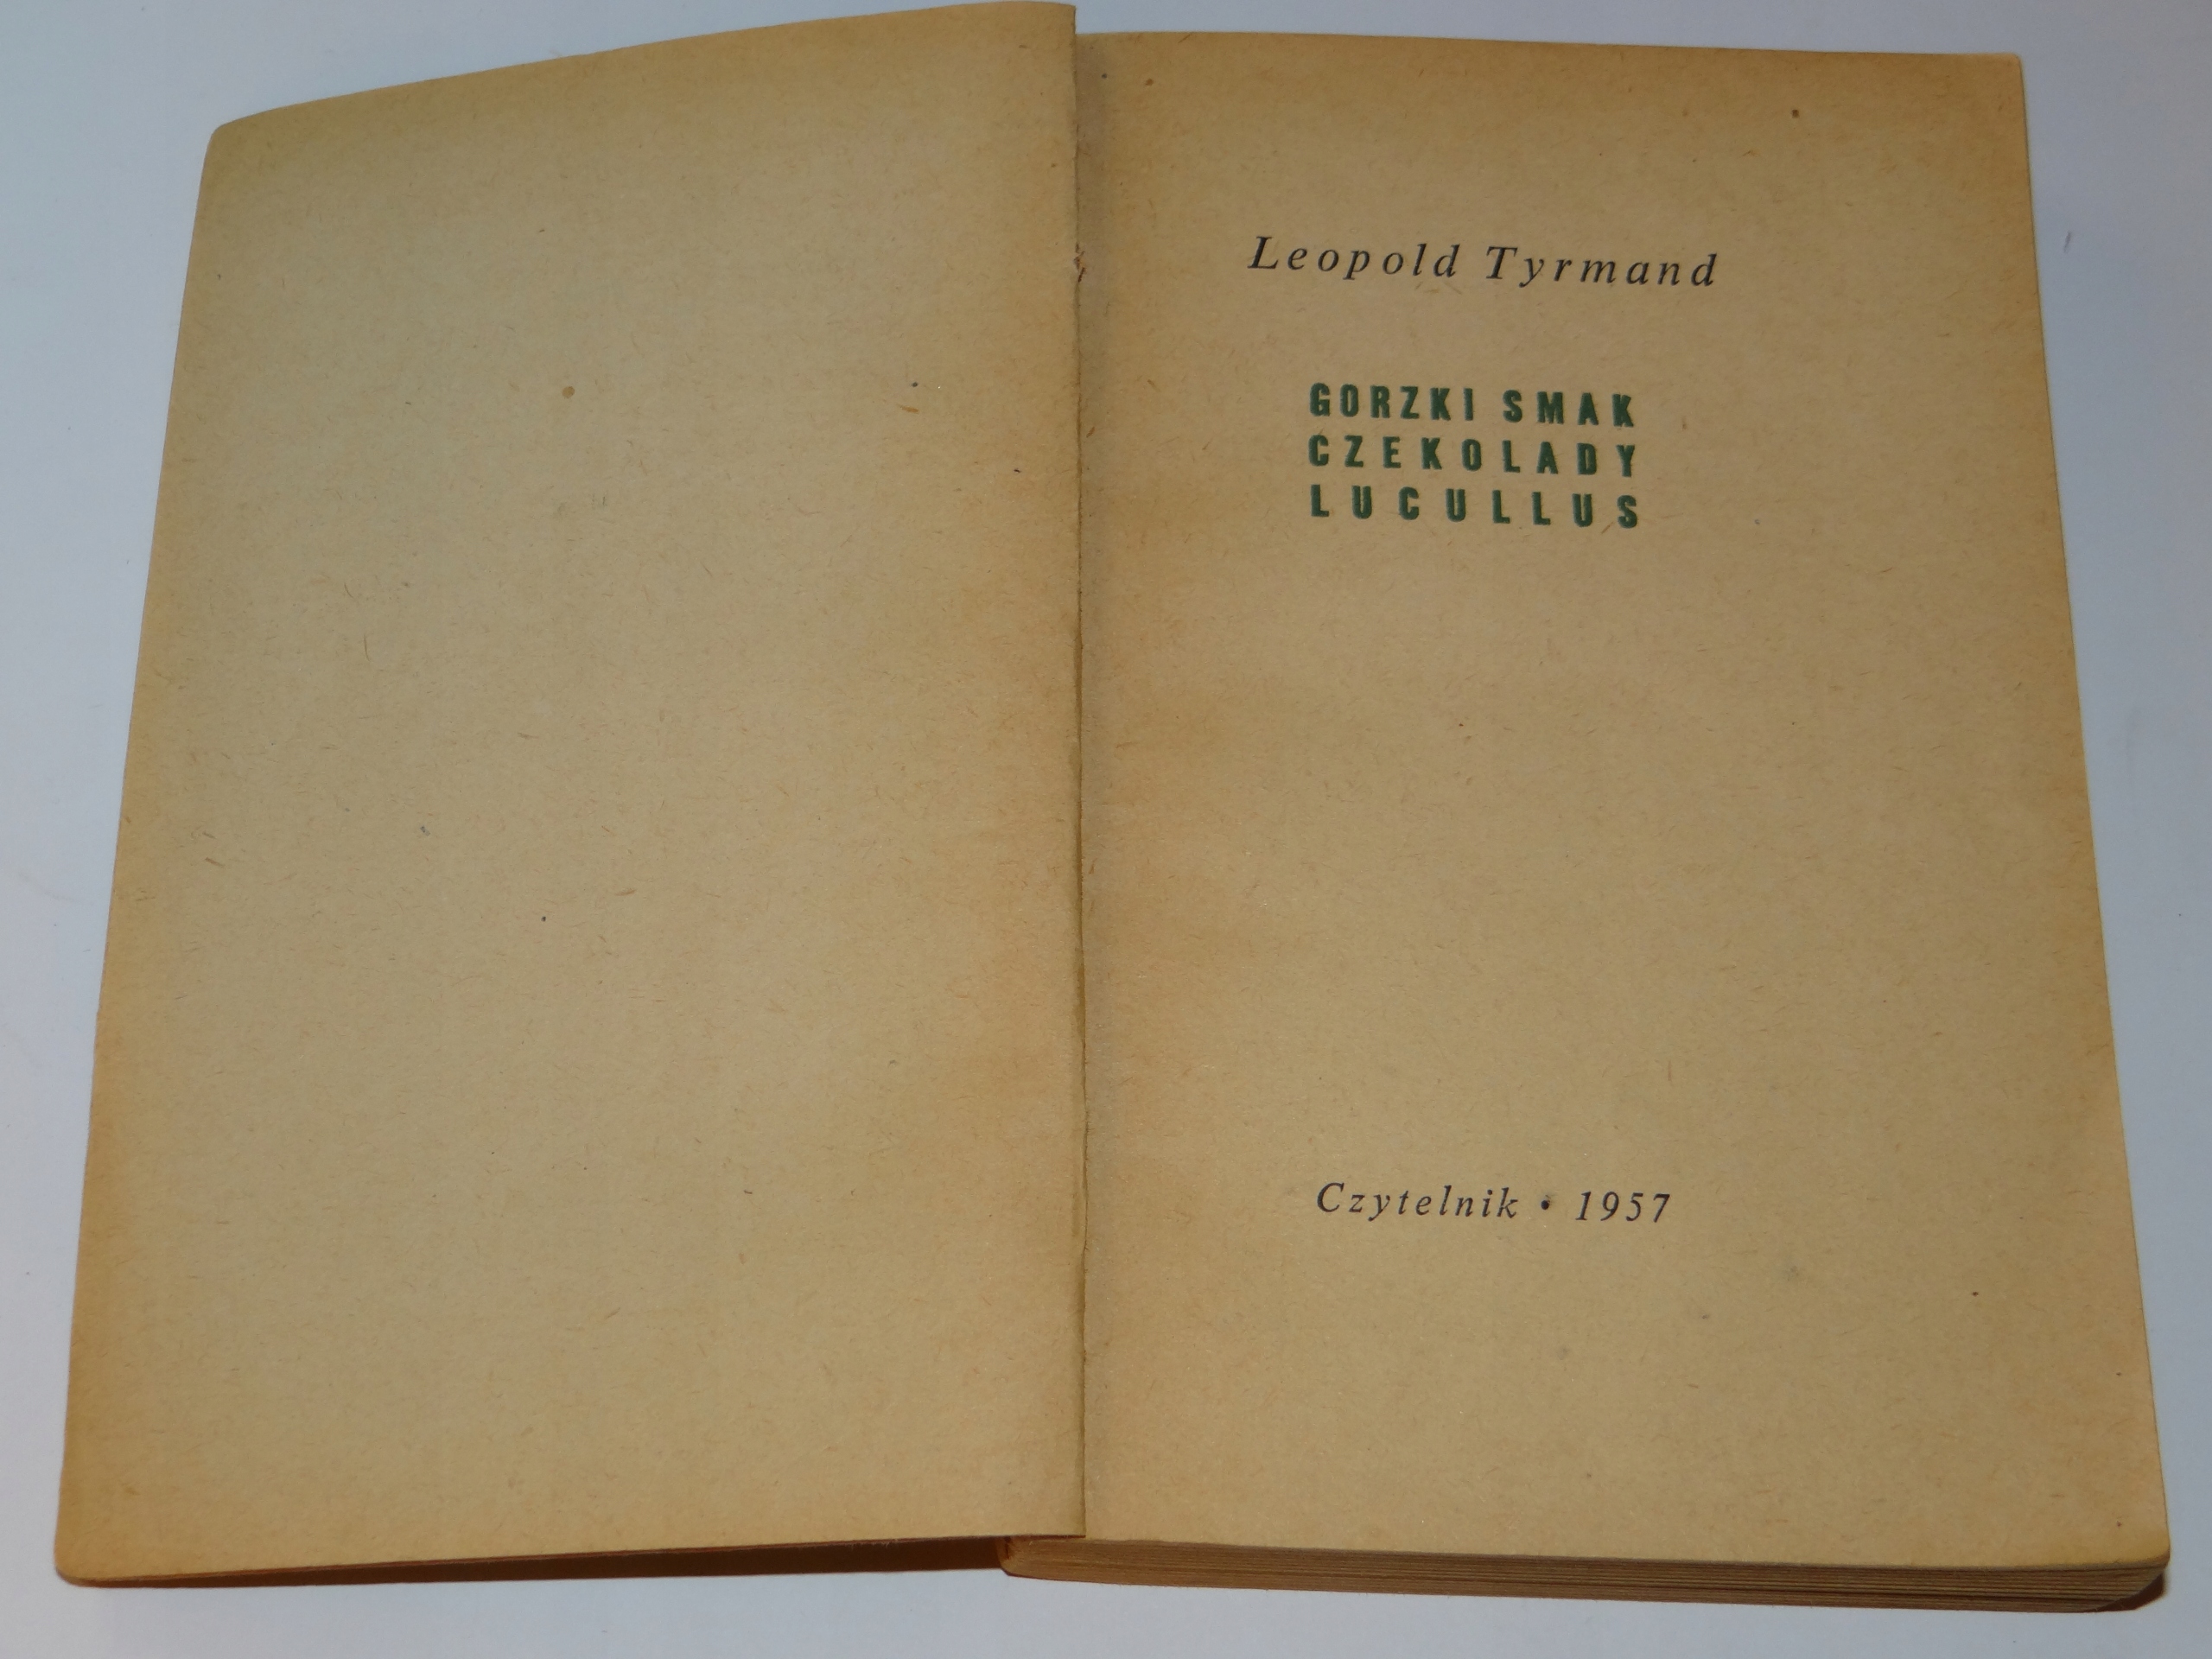 Leopold Tyrmand
GORZKI SMAK
CZEKOLADY
LUCULLUS
Czytelnik • 1957